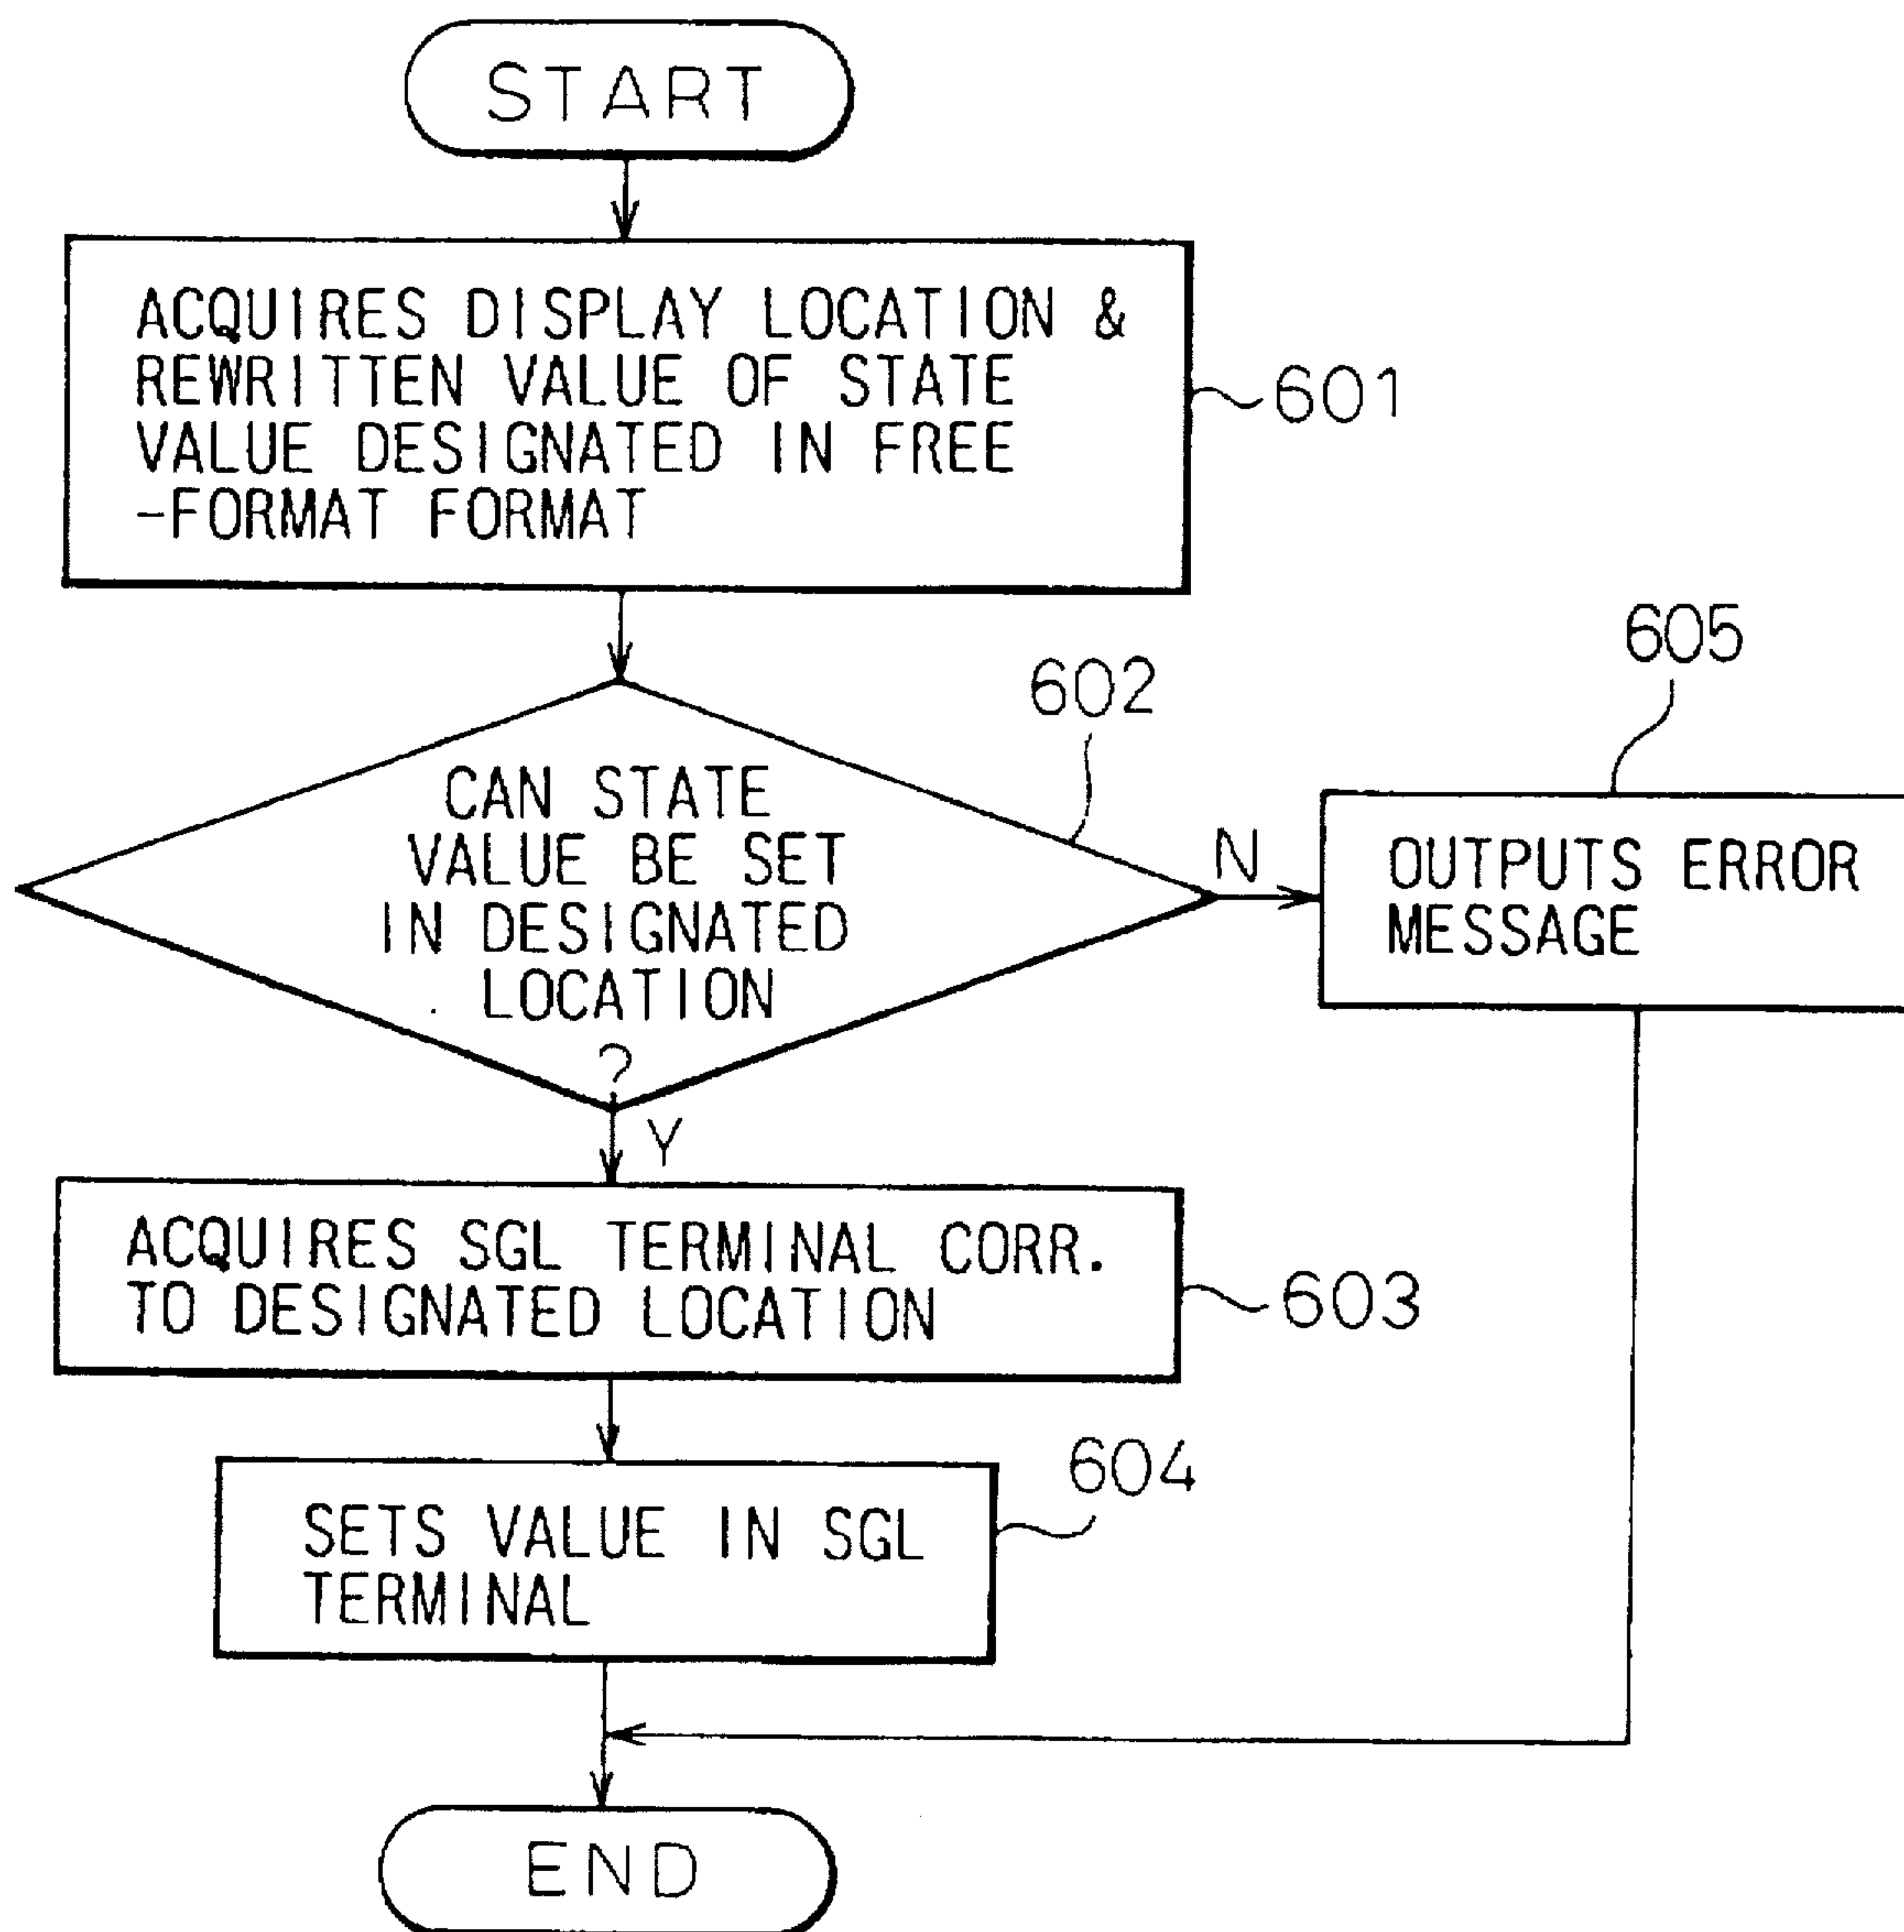 START
ACQUIRES DISPLAY LOCATION &
REWRITTEN VALUE OF STATE
VALUE DESIGNATED IN FREE
-FORMAT FORMAT
601
602
CAN STATE
VALUE BE SET
IN DESIGNATED
LOCATION
?
N
605
OUTPUTS ERROR
MESSAGE
Y
ACQUIRES SGL TERMINAL CORR.
TO DESIGNATED LOCATION
603
604
SETS VALUE IN SGL
TERMINAL
END